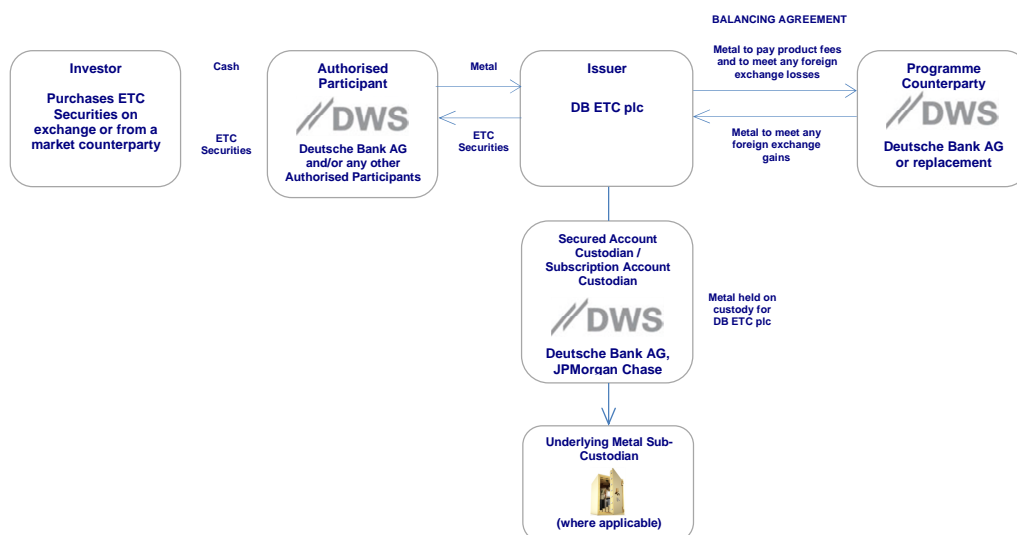 BALANCING AGREEMENT
Investor
Purchases ETC
Securities on
exchange or from a
market counterparty
Cash
ETC
Securities
Authorised
Participant
DWS
Deutsche Bank AG
and/or any other
Authorised Participants
Metal
ETC
Securities
Issuer
DB ETC plc
Metal to pay product fees
and to meet any foreign
exchange losses
Metal to meet any
foreign exchange
gains
Programme
Counterparty
DWS
Deutsche Bank AG
or replacement
Secured Account
Custodian /
Subscription Account
Custodian
DWS
Deutsche Bank AG,
JPMorgan Chase
Metal held on
custody for
DB ETC plc
Underlying Metal Sub-
Custodian
(where applicable)